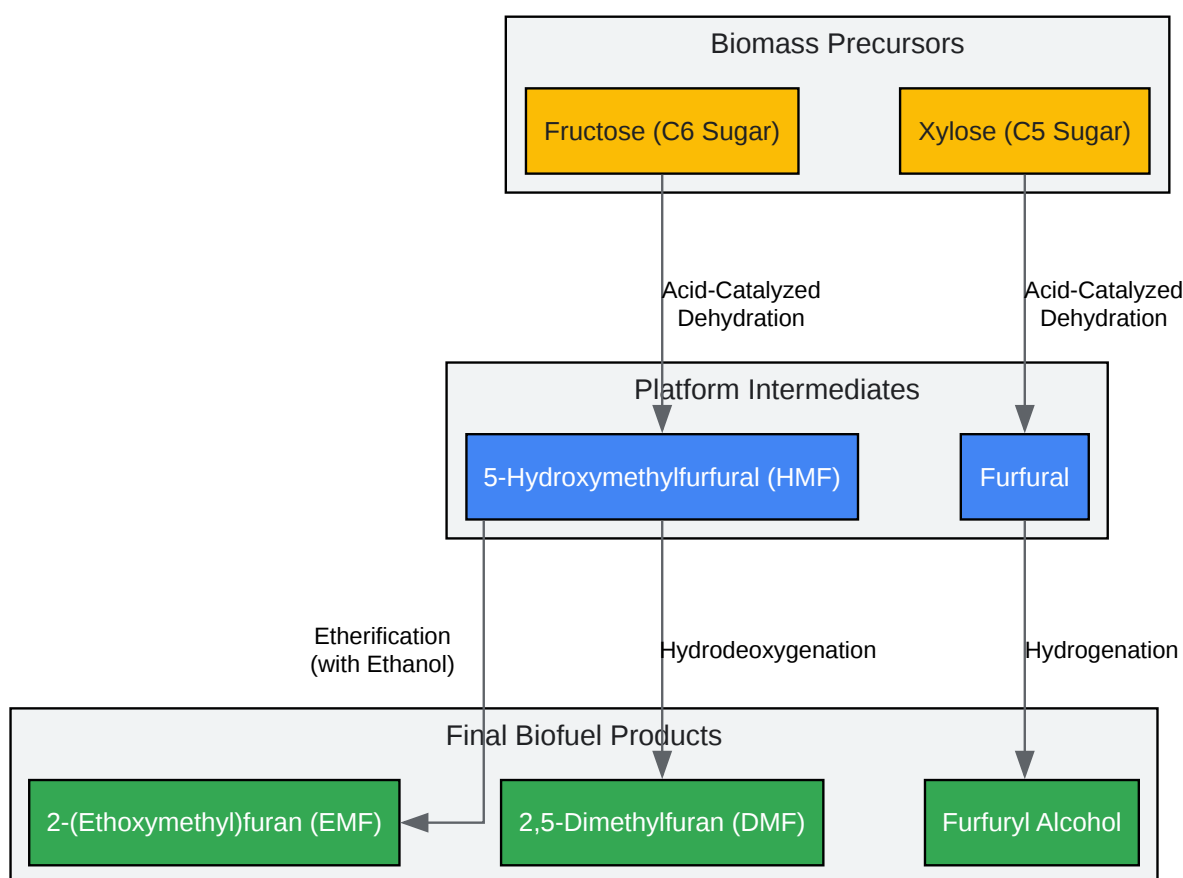 Biomass Precursors
Fructose (C6 Sugar)
Xylose (C5 Sugar)
Acid-Catalyzed
Dehydration
Acid-Catalyzed
Dehydration
Platform Intermediates
5-Hydroxymethylfurfural (HMF)
Furfural
Etherification
(with Ethanol)
Hydrodeoxygenation
Hydrogenation
Final Biofuel Products
2-(Ethoxymethyl)furan (EMF)
2,5-Dimethylfuran (DMF)
Furfuryl Alcohol